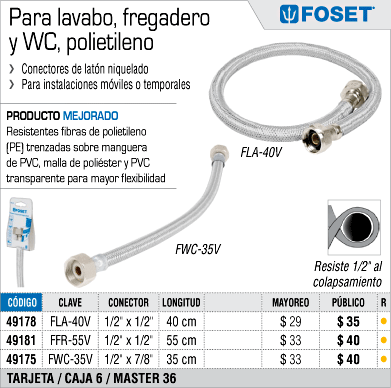 Para lavabo, fregadero
y WC, polietileno
FOSET®
› Conectores de latón niquelado
› Para instalaciones móviles o temporales
PRODUCTO MEJORADO
Resistentes fibras de polietileno
(PE) trenzadas sobre manguera
de PVC, malla de poliéster y PVC
transparente para mayor flexibilidad
FLA-40V
FWC-35V
Resiste 1/2" al
colapsamiento
CÓDIGO CLAVE CONECTOR LONGITUD MAYOREO PÚBLICO R
49178 FLA-40V 1/2" x 1/2" 40 cm $ 29 $ 35
49181 FFR-55V 1/2" x 1/2" 55 cm $ 33 $ 40
49175 FWC-35V 1/2" x 7/8" 35 cm $ 33 $ 40
TARJETA / CAJA 6 / MASTER 36